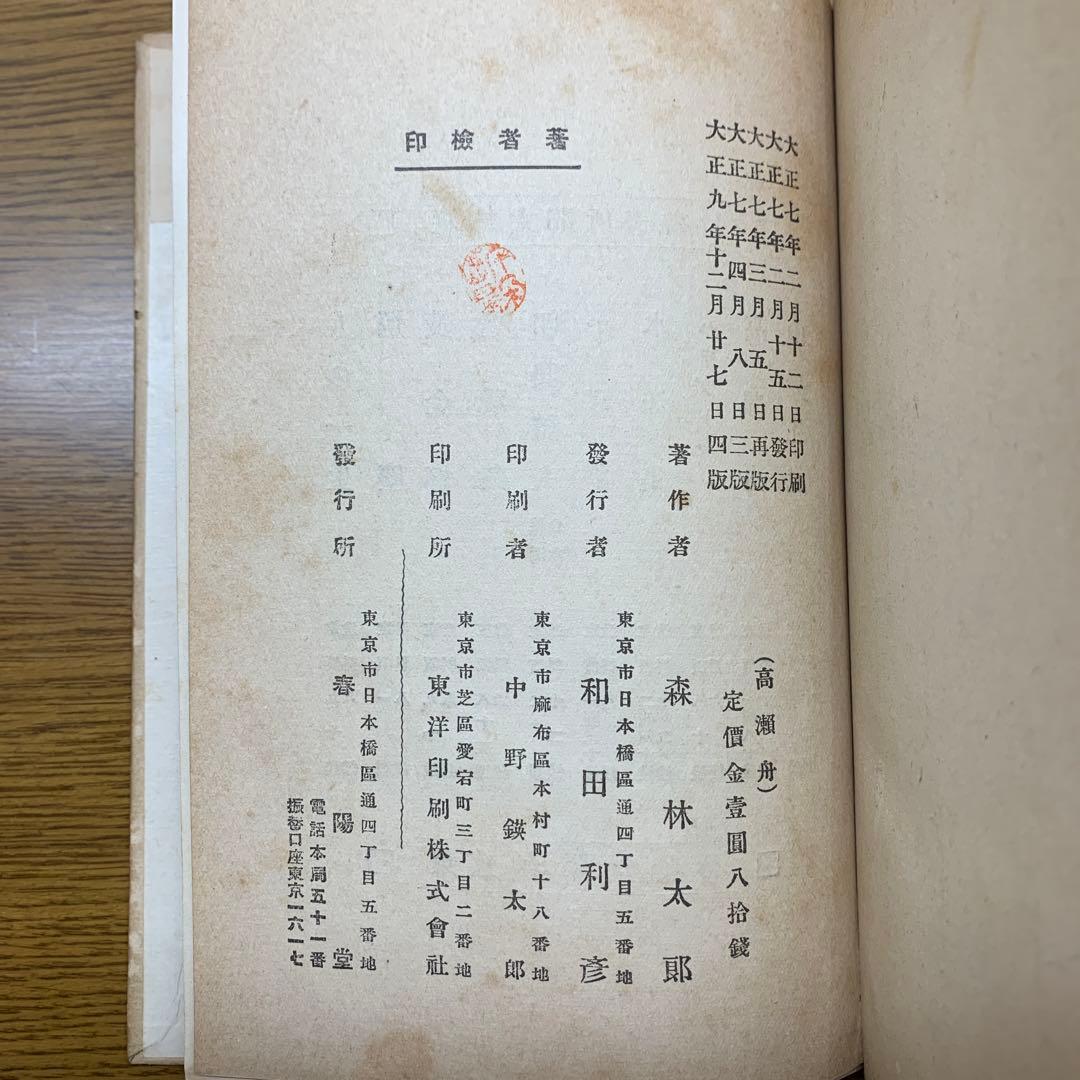 大正七年二月十二日印刷
大正七年二月十五日發行
大正七年三月五日再版
大正七年四月八日三版
大正九年十二月廿七日四版
(高瀨舟)
定價金壹圓八拾錢
著者檢印
著作者 森林太郞
東京市日本橋區通四丁目五番地
發行者 和田利彥
東京市麻布區本村町十八番地
印刷者 中野鍈太郞
東京市芝區愛宕町三丁目二番地
印刷所 東洋印刷株式會社
東京市日本橋區通四丁目五番地
發行所 春陽堂
電話本局五十一番
振替口座東京一六一七